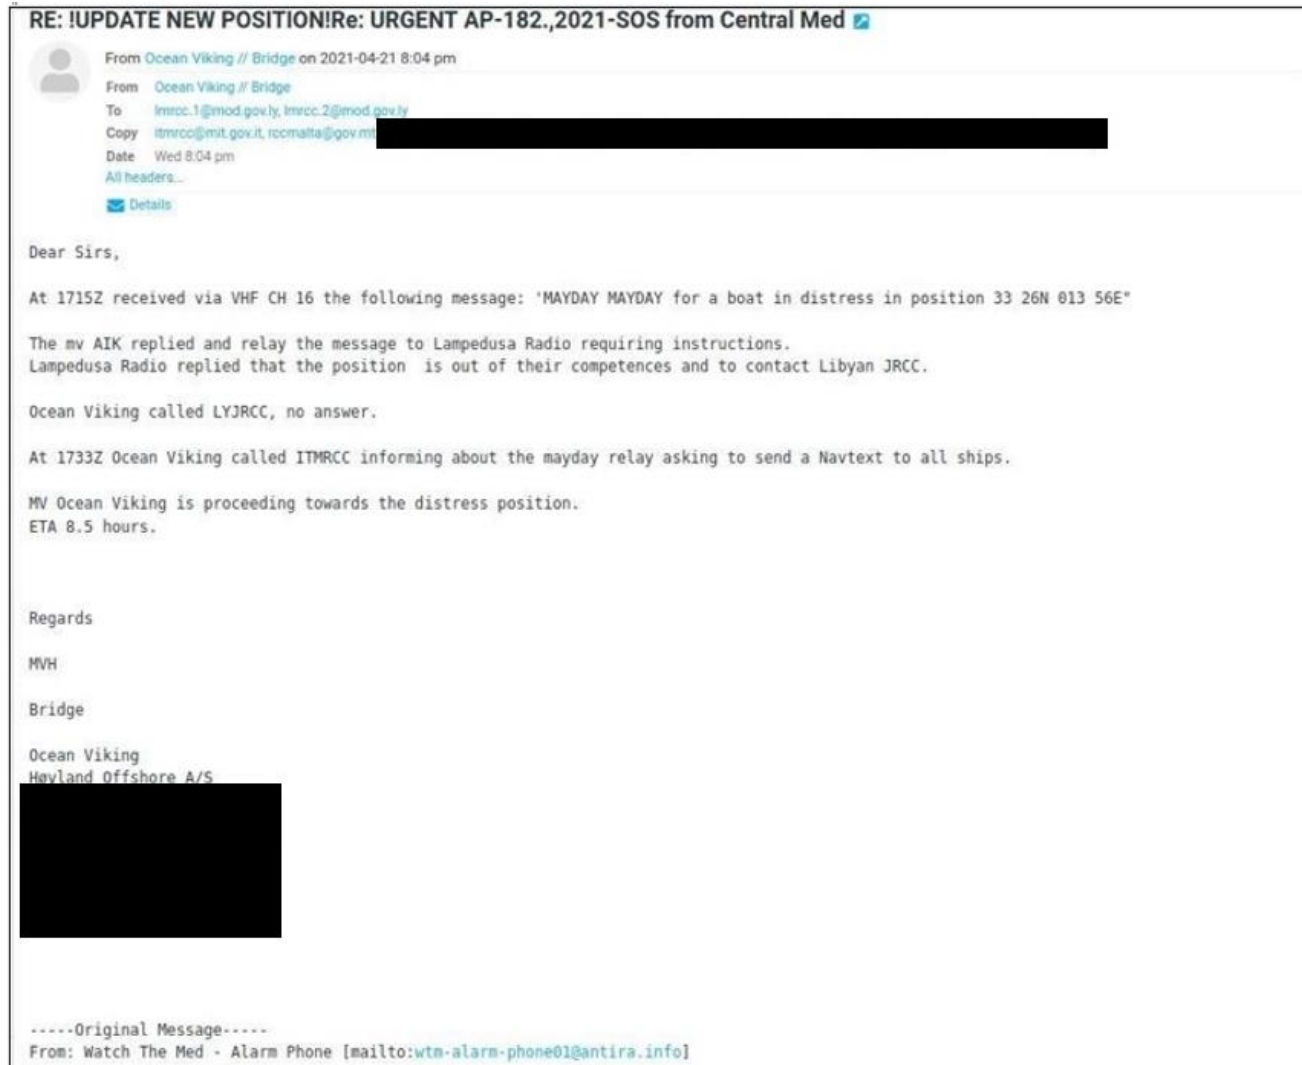 RE: !UPDATE NEW POSITION!Re: URGENT AP-182.,2021-SOS from Central Med
From Ocean Viking // Bridge on 2021-04-21 8:04 pm
From Ocean Viking // Bridge
To lmrcc.1@mod.gov.ly, lmrcc.2@mod.gov.ly
Copy itmrcc@mit.gov.it, rccmalta@gov.mt
Date Wed 8:04 pm
All headers...
Details
Dear Sirs,
At 1715Z received via VHF CH 16 the following message: 'MAYDAY MAYDAY for a boat in distress in position 33 26N 013 56E"
The mv AIK replied and relay the message to Lampedusa Radio requiring instructions.
Lampedusa Radio replied that the position  is out of their competences and to contact Libyan JRCC.
Ocean Viking called LYJRCC, no answer.
At 1733Z Ocean Viking called ITMRCC informing about the mayday relay asking to send a Navtext to all ships.
MV Ocean Viking is proceeding towards the distress position.
ETA 8.5 hours.
Regards
MVH
Bridge
Ocean Viking
Høyland Offshore A/S
-----Original Message-----
From: Watch The Med - Alarm Phone [mailto:wtm-alarm-phone01@antira.info]